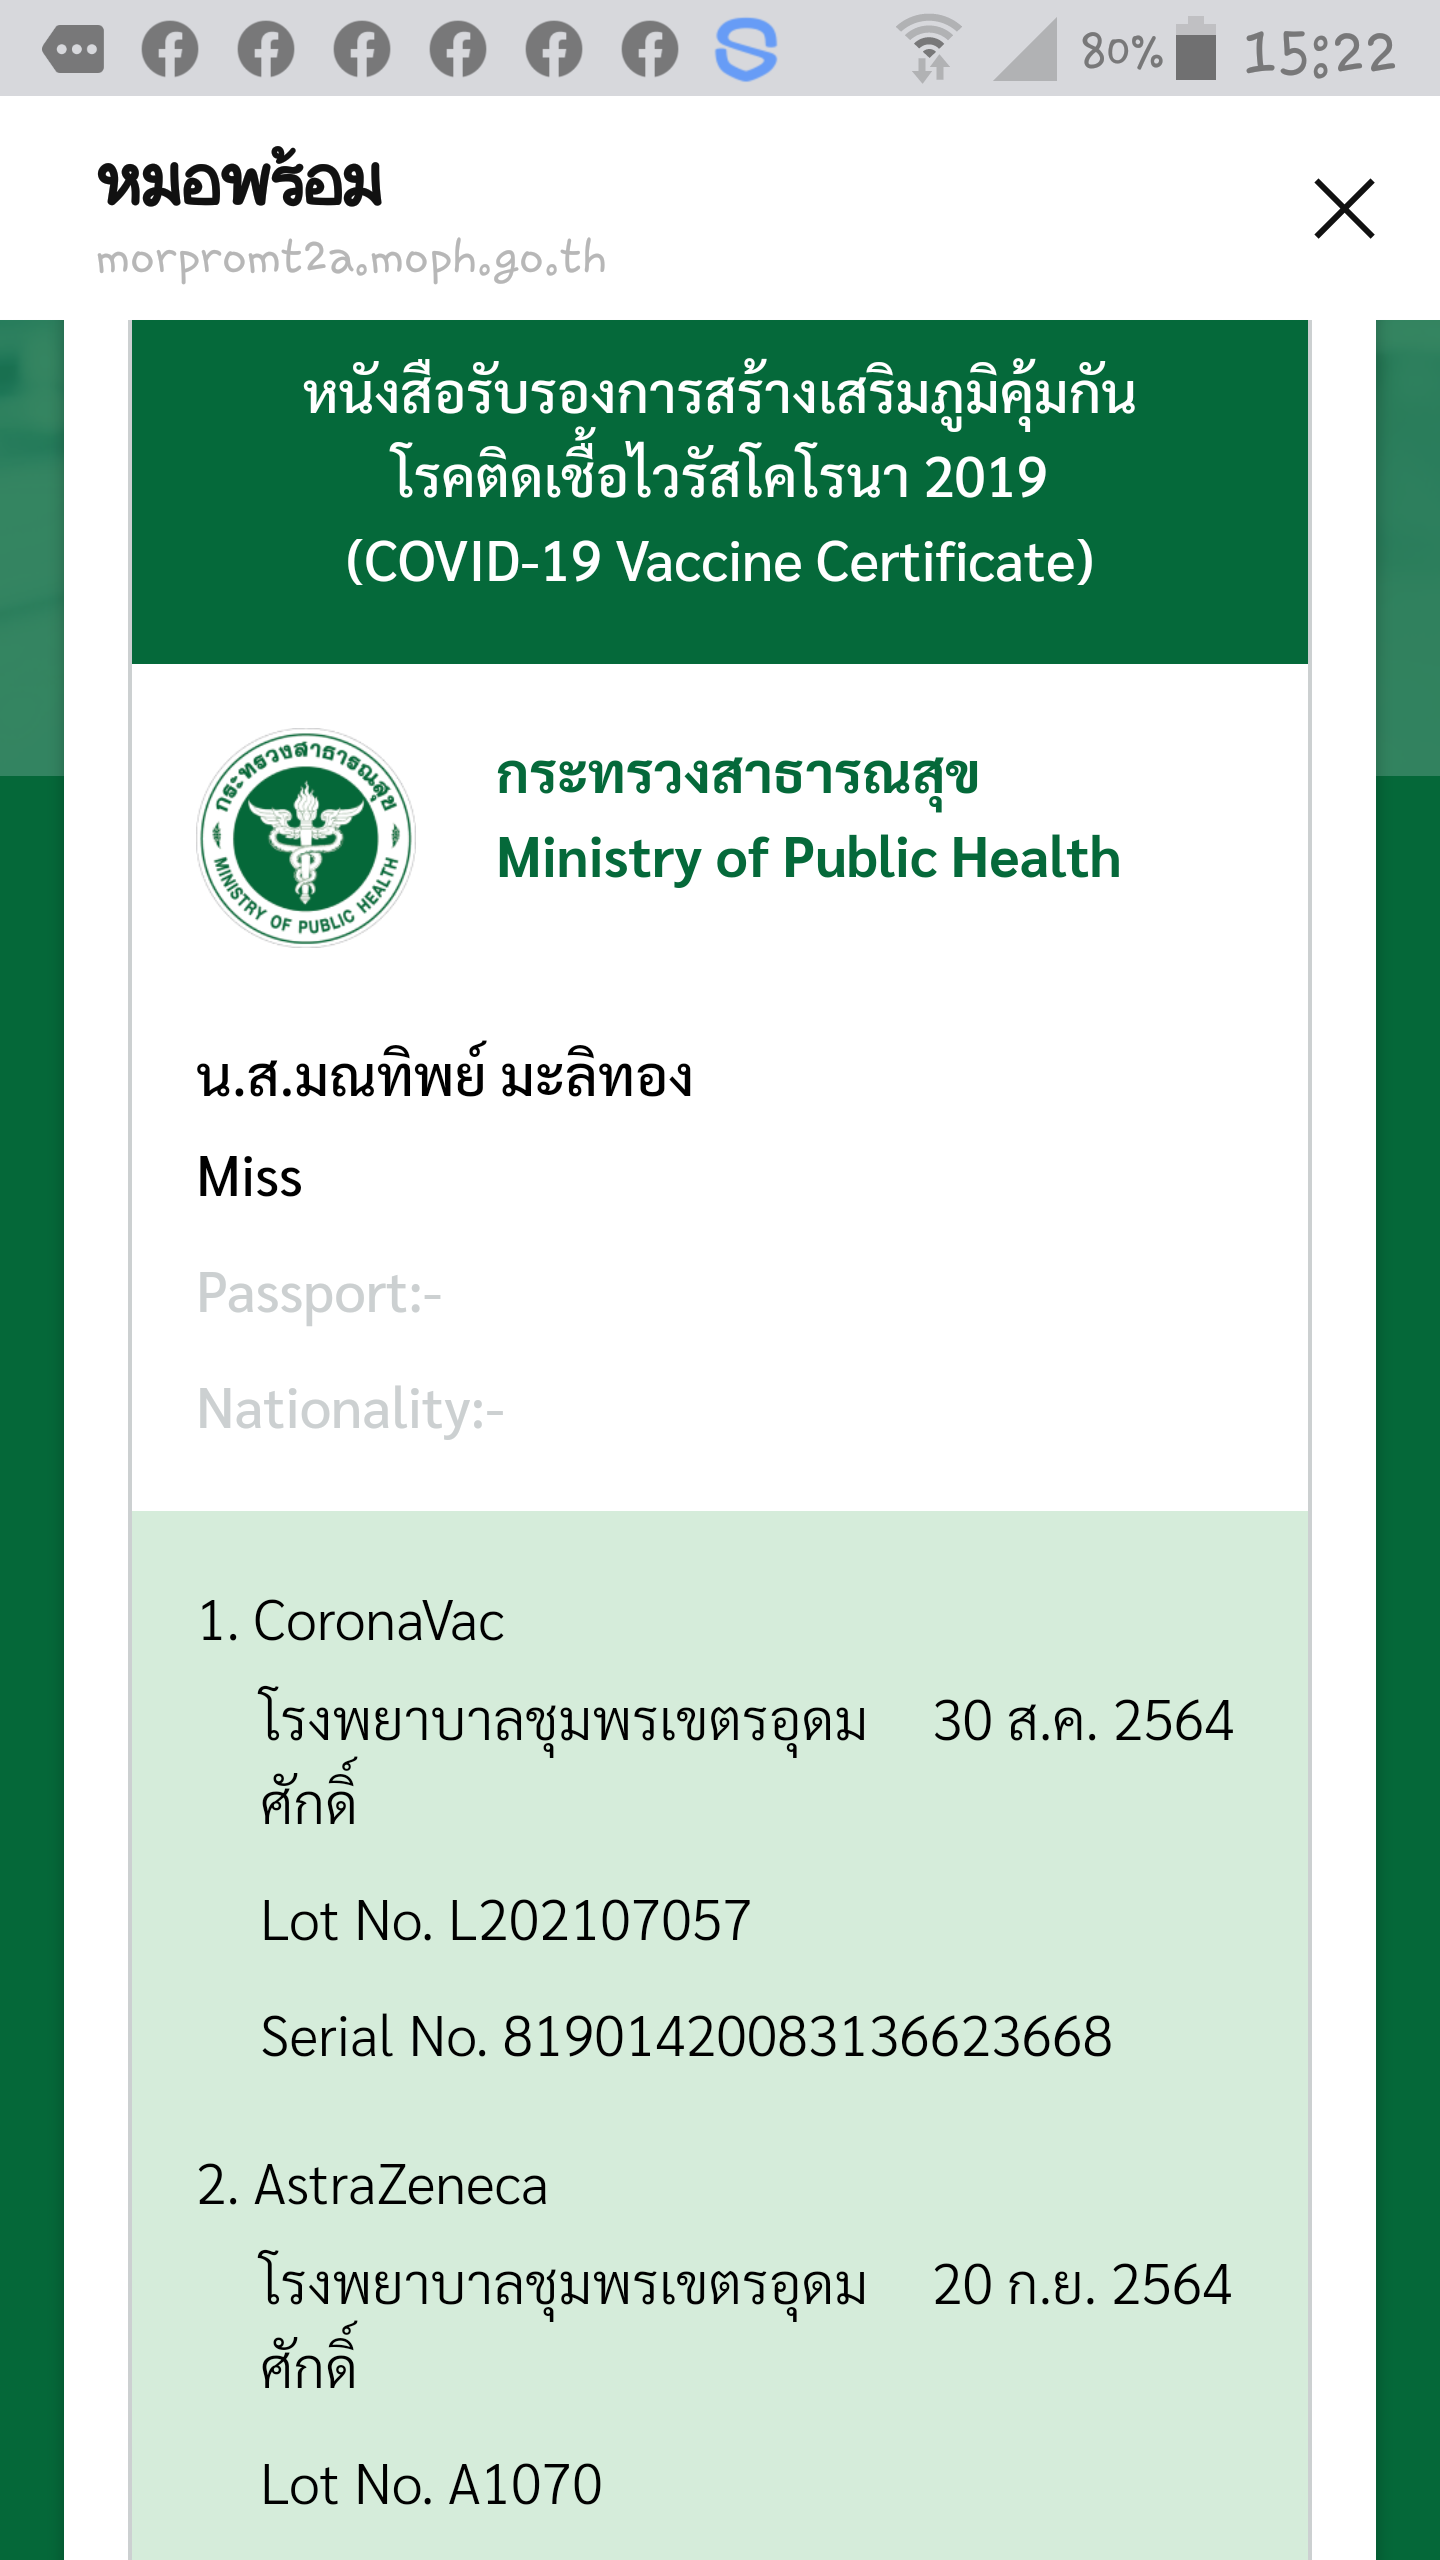 80% 15:22
หมอพร้อม
morpromt2a.moph.go.th
หนังสือรับรองการสร้างเสริมภูมิคุ้มกัน
โรคติดเชื้อไวรัสโคโรนา 2019
(COVID-19 Vaccine Certificate)
กระทรวงสาธารณสุข
MINISTRY OF PUBLIC HEALTH
กระทรวงสาธารณสุข
Ministry of Public Health
น.ส.มณทิพย์ มะลิทอง
Miss
Passport:-
Nationality:-
1. CoronaVac
โรงพยาบาลชุมพรเขตรอุดม 30 ส.ค. 2564
ศักดิ์
Lot No. L202107057
Serial No. 81901420083136623668
2. AstraZeneca
โรงพยาบาลชุมพรเขตรอุดม 20 ก.ย. 2564
ศักดิ์
Lot No. A1070